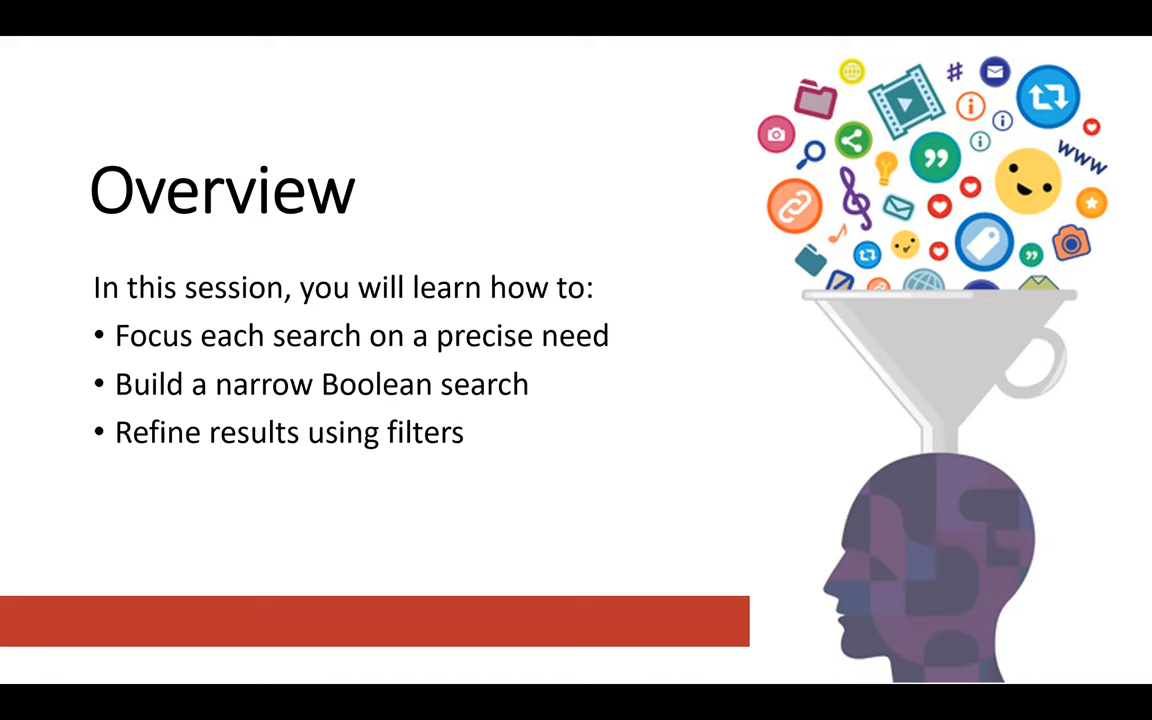 Overview
In this session, you will learn how to:
• Focus each search on a precise need
• Build a narrow Boolean search
• Refine results using filters
#
www